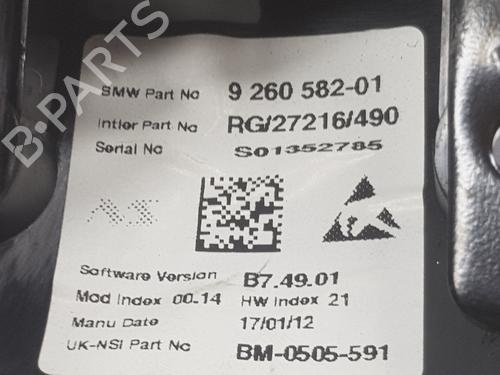 B-PARTS
BMW Part No 9 260 582-01
Intier Part No RG/27216/490
Serial No S01352785
AS
Software Version B7.49.01
Mod Index 00.14 HW Index 21
Manu Date 17/01/12
UK-NSI Part No BM-0505-591